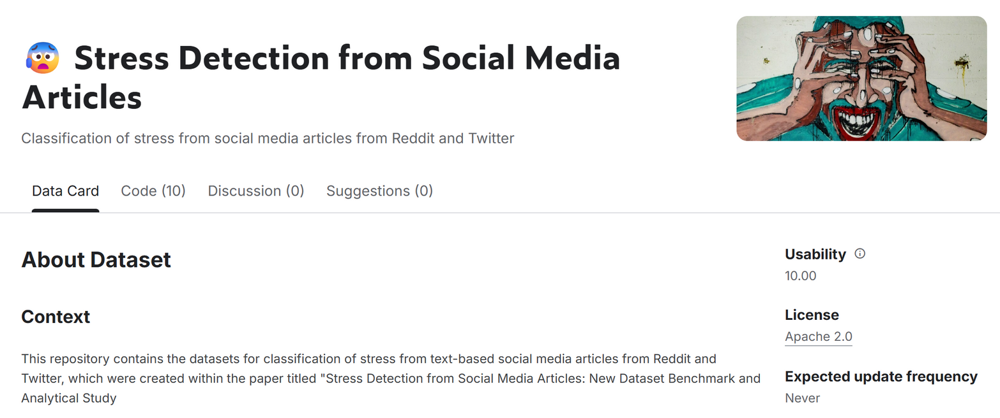 😰 Stress Detection from Social Media
Articles
Classification of stress from social media articles from Reddit and Twitter
Data Card Code (10) Discussion (0) Suggestions (0)
About Dataset
Context
This repository contains the datasets for classification of stress from text-based social media articles from Reddit and
Twitter, which were created within the paper titled "Stress Detection from Social Media Articles: New Dataset Benchmark and
Analytical Study
Usability
10.00
License
Apache 2.0
Expected update frequency
Never